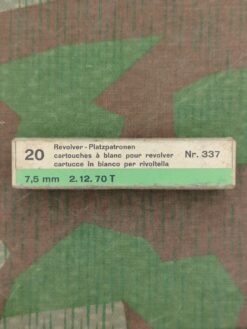 20 Revolver-Platzpatronen
cartouches à blanc pour revolver Nr. 337
cartucce in bianco per rivoltella
7,5 mm 2.12.70 T